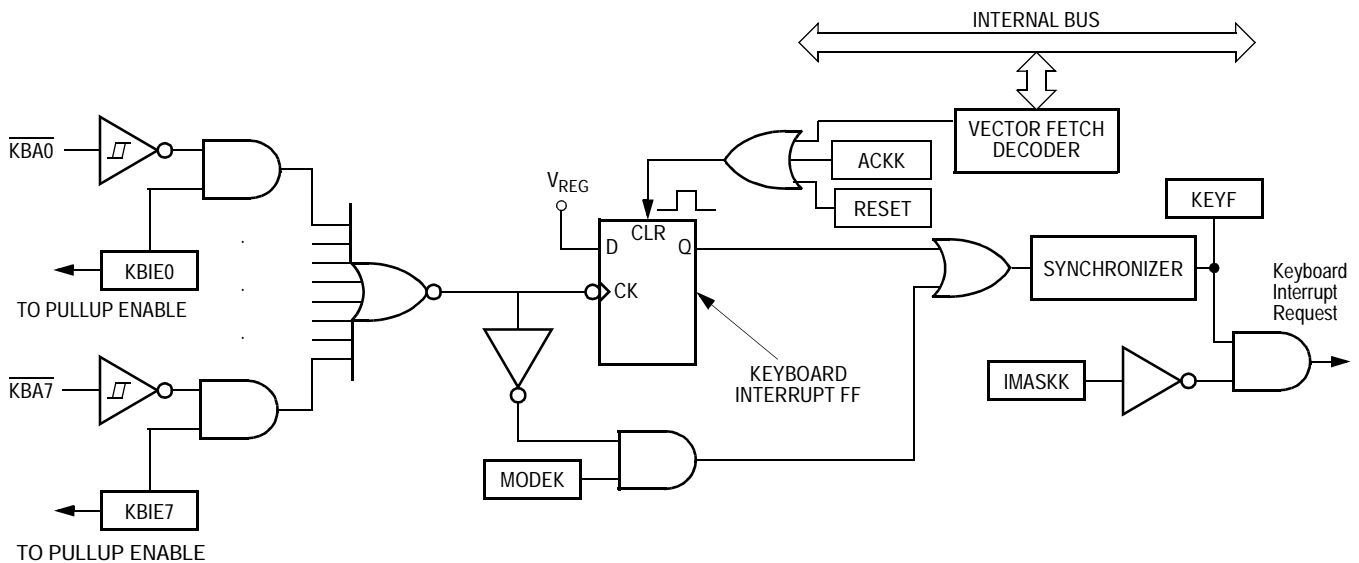 INTERNAL BUS
VECTOR FETCH
DECODER
ACKK
RESET
KBA0
KBIE0
TO PULLUP ENABLE
VREG
D
CLR
Q
CK
KEYBOARD
INTERRUPT FF
SYNCHRONIZER
KEYF
Keyboard
Interrupt
Request
IMASKK
MODEK
KBA7
KBIE7
TO PULLUP ENABLE